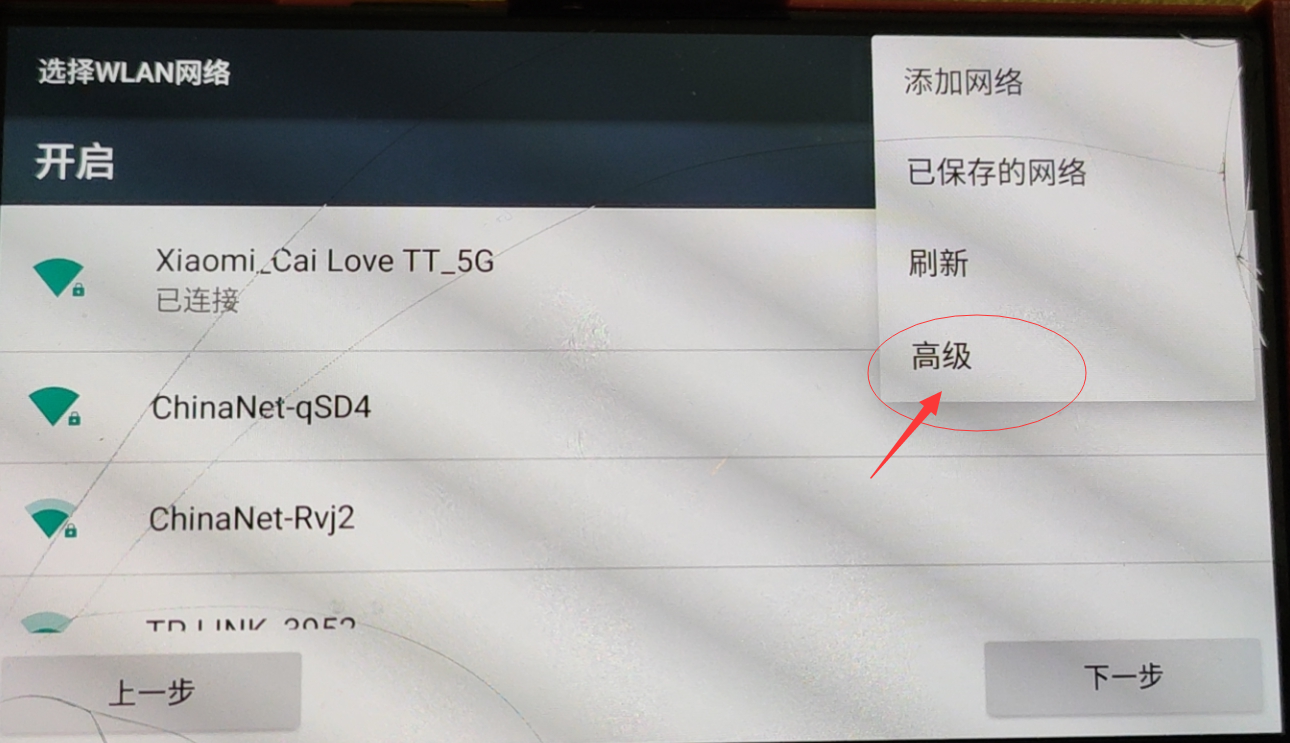 选择WLAN网络
开启
添加网络
已保存的网络
刷新
高级
Xiaomi_Cai Love TT_5G
已连接
ChinaNet-qSD4
ChinaNet-Rvj2
上一步
下一步